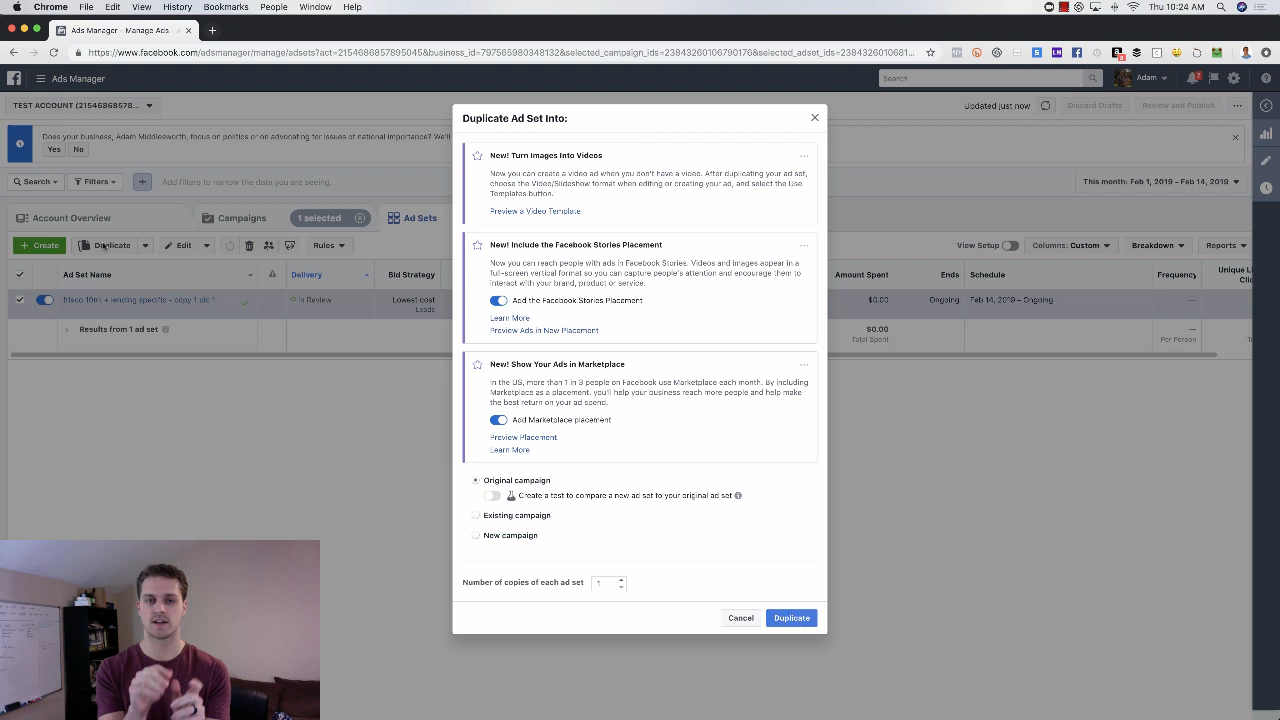 Chrome File Edit View History Bookmarks People Window Help
Thu 10:24 AM
Ads Manager - Manage Ads -
https://www.facebook.com/adsmanager/manage/adsets?act=2154686857895045&business_id=797565980348132&selected_campaign_ids=23843260106790176&selected_adset_ids=2384326010681...
Ads Manager
Search
Adam
2
TEST ACCOUNT (21546868578...
Updated just now
Discard Drafts
Review and Publish
Does your business, Adam Middlesworth, focus on politics or on advocating for issues of national importance? We'll
Yes No
Search
Filters
Add filters to narrow the data you are seeing.
This month: Feb 1, 2019 – Feb 14, 2019
Account Overview
Campaigns
1 selected
Ad Sets
+ Create
Duplicate
Edit
Rules
View Setup
Columns: Custom
Breakdown
Reports
Ad Set Name
Delivery
Bid Strategy
Amount Spent
Ends
Schedule
Frequency
Unique Li
frisco 10mi + lending specific - copy 1 old 1
In Review
Lowest cost
Leads
$0.00
Ongoing
Feb 14, 2019 – Ongoing
—
Results from 1 ad set
$0.00
Total Spent
—
Per Person
Duplicate Ad Set Into:
New! Turn Images Into Videos
Now you can create a video ad when you don't have a video. After duplicating your ad set,
choose the Video/Slideshow format when editing or creating your ad, and select the Use
Templates button.
Preview a Video Template
New! Include the Facebook Stories Placement
Now you can reach people with ads in Facebook Stories. Videos and images appear in a
full-screen vertical format so you can capture people's attention and encourage them to
interact with your brand, product or service.
Add the Facebook Stories Placement
Learn More
Preview Ads in New Placement
New! Show Your Ads in Marketplace
In the US, more than 1 in 3 people on Facebook use Marketplace each month. By including
Marketplace as a placement, you'll help your business reach more people and help make
the best return on your ad spend.
Add Marketplace placement
Preview Placement
Learn More
Original campaign
Create a test to compare a new ad set to your original ad set
Existing campaign
New campaign
Number of copies of each ad set
1
Cancel
Duplicate